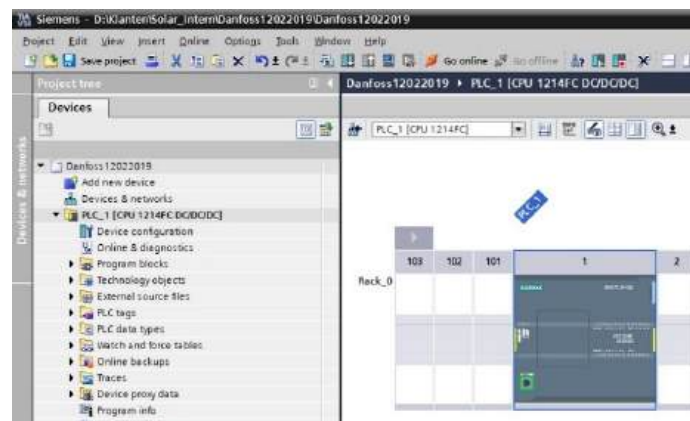 Siemens - D:\Klanten\Solar_Intern\Danfoss12022019\Danfoss12022019
Project Edit View Insert Online Options Tools Window Help
Save project Go online Go offline
Project tree
Danfoss12022019 PLC_1 [CPU 1214FC DC/DC/DC]
Devices
PLC_1 [CPU 1214FC]
Devices & networks
Danfoss12022019
Add new device
Devices & networks
PLC_1 [CPU 1214FC DC/DC/DC]
Device configuration
Online & diagnostics
Program blocks
Technology objects
External source files
PLC tags
PLC data types
Watch and force tables
Online backups
Traces
Device proxy data
Program info
PLC_1
103 102 101 1 2
Rack_0
SIEMENS